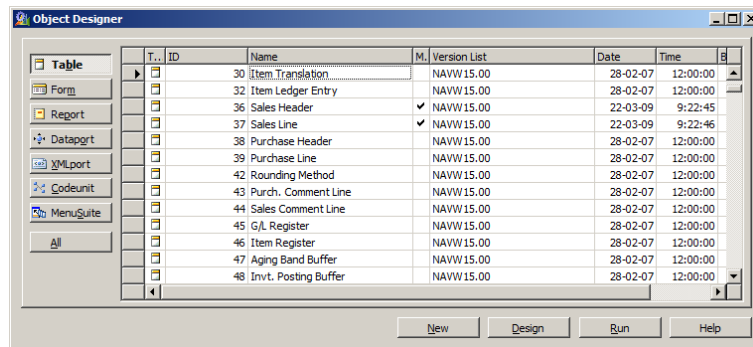 Object Designer
Table
Form
Report
Dataport
XMLport
Codeunit
MenuSuite
All
T.. ID Name M. Version List Date Time B
30 Item Translation NAVW15.00 28-02-07 12:00:00
32 Item Ledger Entry NAVW15.00 28-02-07 12:00:00
36 Sales Header ✔ NAVW15.00 22-03-09 9:22:45
37 Sales Line ✔ NAVW15.00 22-03-09 9:22:46
38 Purchase Header NAVW15.00 28-02-07 12:00:00
39 Purchase Line NAVW15.00 28-02-07 12:00:00
42 Rounding Method NAVW15.00 28-02-07 12:00:00
43 Purch. Comment Line NAVW15.00 28-02-07 12:00:00
44 Sales Comment Line NAVW15.00 28-02-07 12:00:00
45 G/L Register NAVW15.00 28-02-07 12:00:00
46 Item Register NAVW15.00 28-02-07 12:00:00
47 Aging Band Buffer NAVW15.00 28-02-07 12:00:00
48 Invt. Posting Buffer NAVW15.00 28-02-07 12:00:00
New Design Run Help